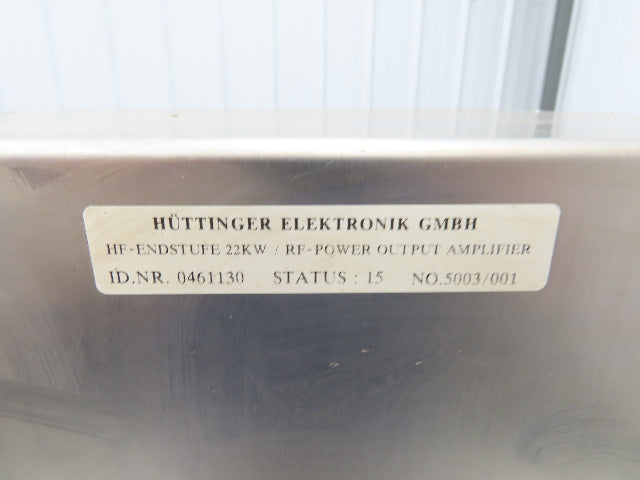 HÜTTINGER ELEKTRONIK GMBH
HF-ENDSTUFE 22KW / RF-POWER OUTPUT AMPLIFIER
ID.NR. 0461130 STATUS : 15 NO.5003/001